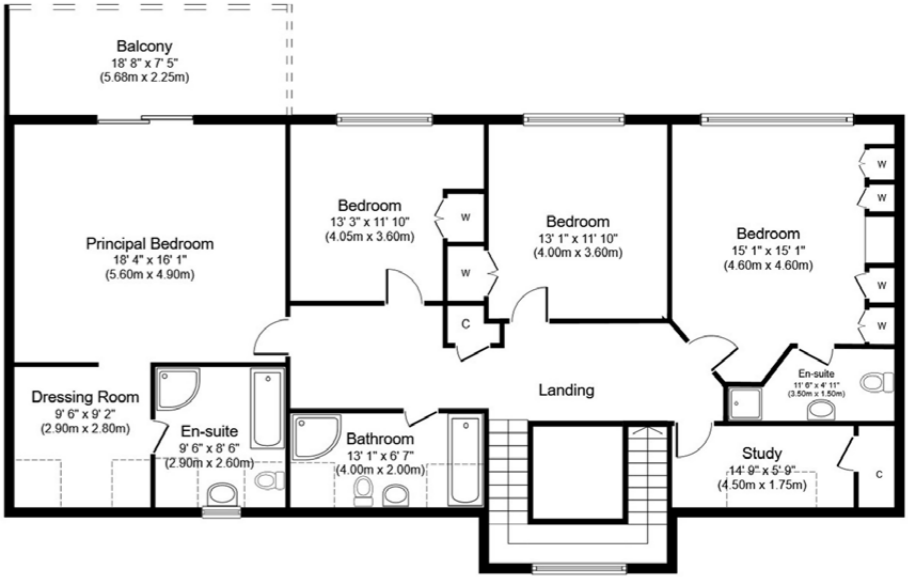 Balcony
18' 8" x 7' 5"
(5.68m x 2.25m)
Principal Bedroom
18' 4" x 16' 1"
(5.60m x 4.90m)
Bedroom
13' 3" x 11' 10"
(4.05m x 3.60m)
W
W
C
Bedroom
13' 1" x 11' 10"
(4.00m x 3.60m)
Bedroom
15' 1" x 15' 1"
(4.60m x 4.60m)
W
W
W
W
Landing
En-suite
11' 6" x 4' 11"
(3.50m x 1.50m)
Dressing Room
9' 6" x 9' 2"
(2.90m x 2.80m)
En-suite
9' 6" x 8' 6"
(2.90m x 2.60m)
Bathroom
13' 1" x 6' 7"
(4.00m x 2.00m)
Study
14' 9" x 5' 9"
(4.50m x 1.75m)
C